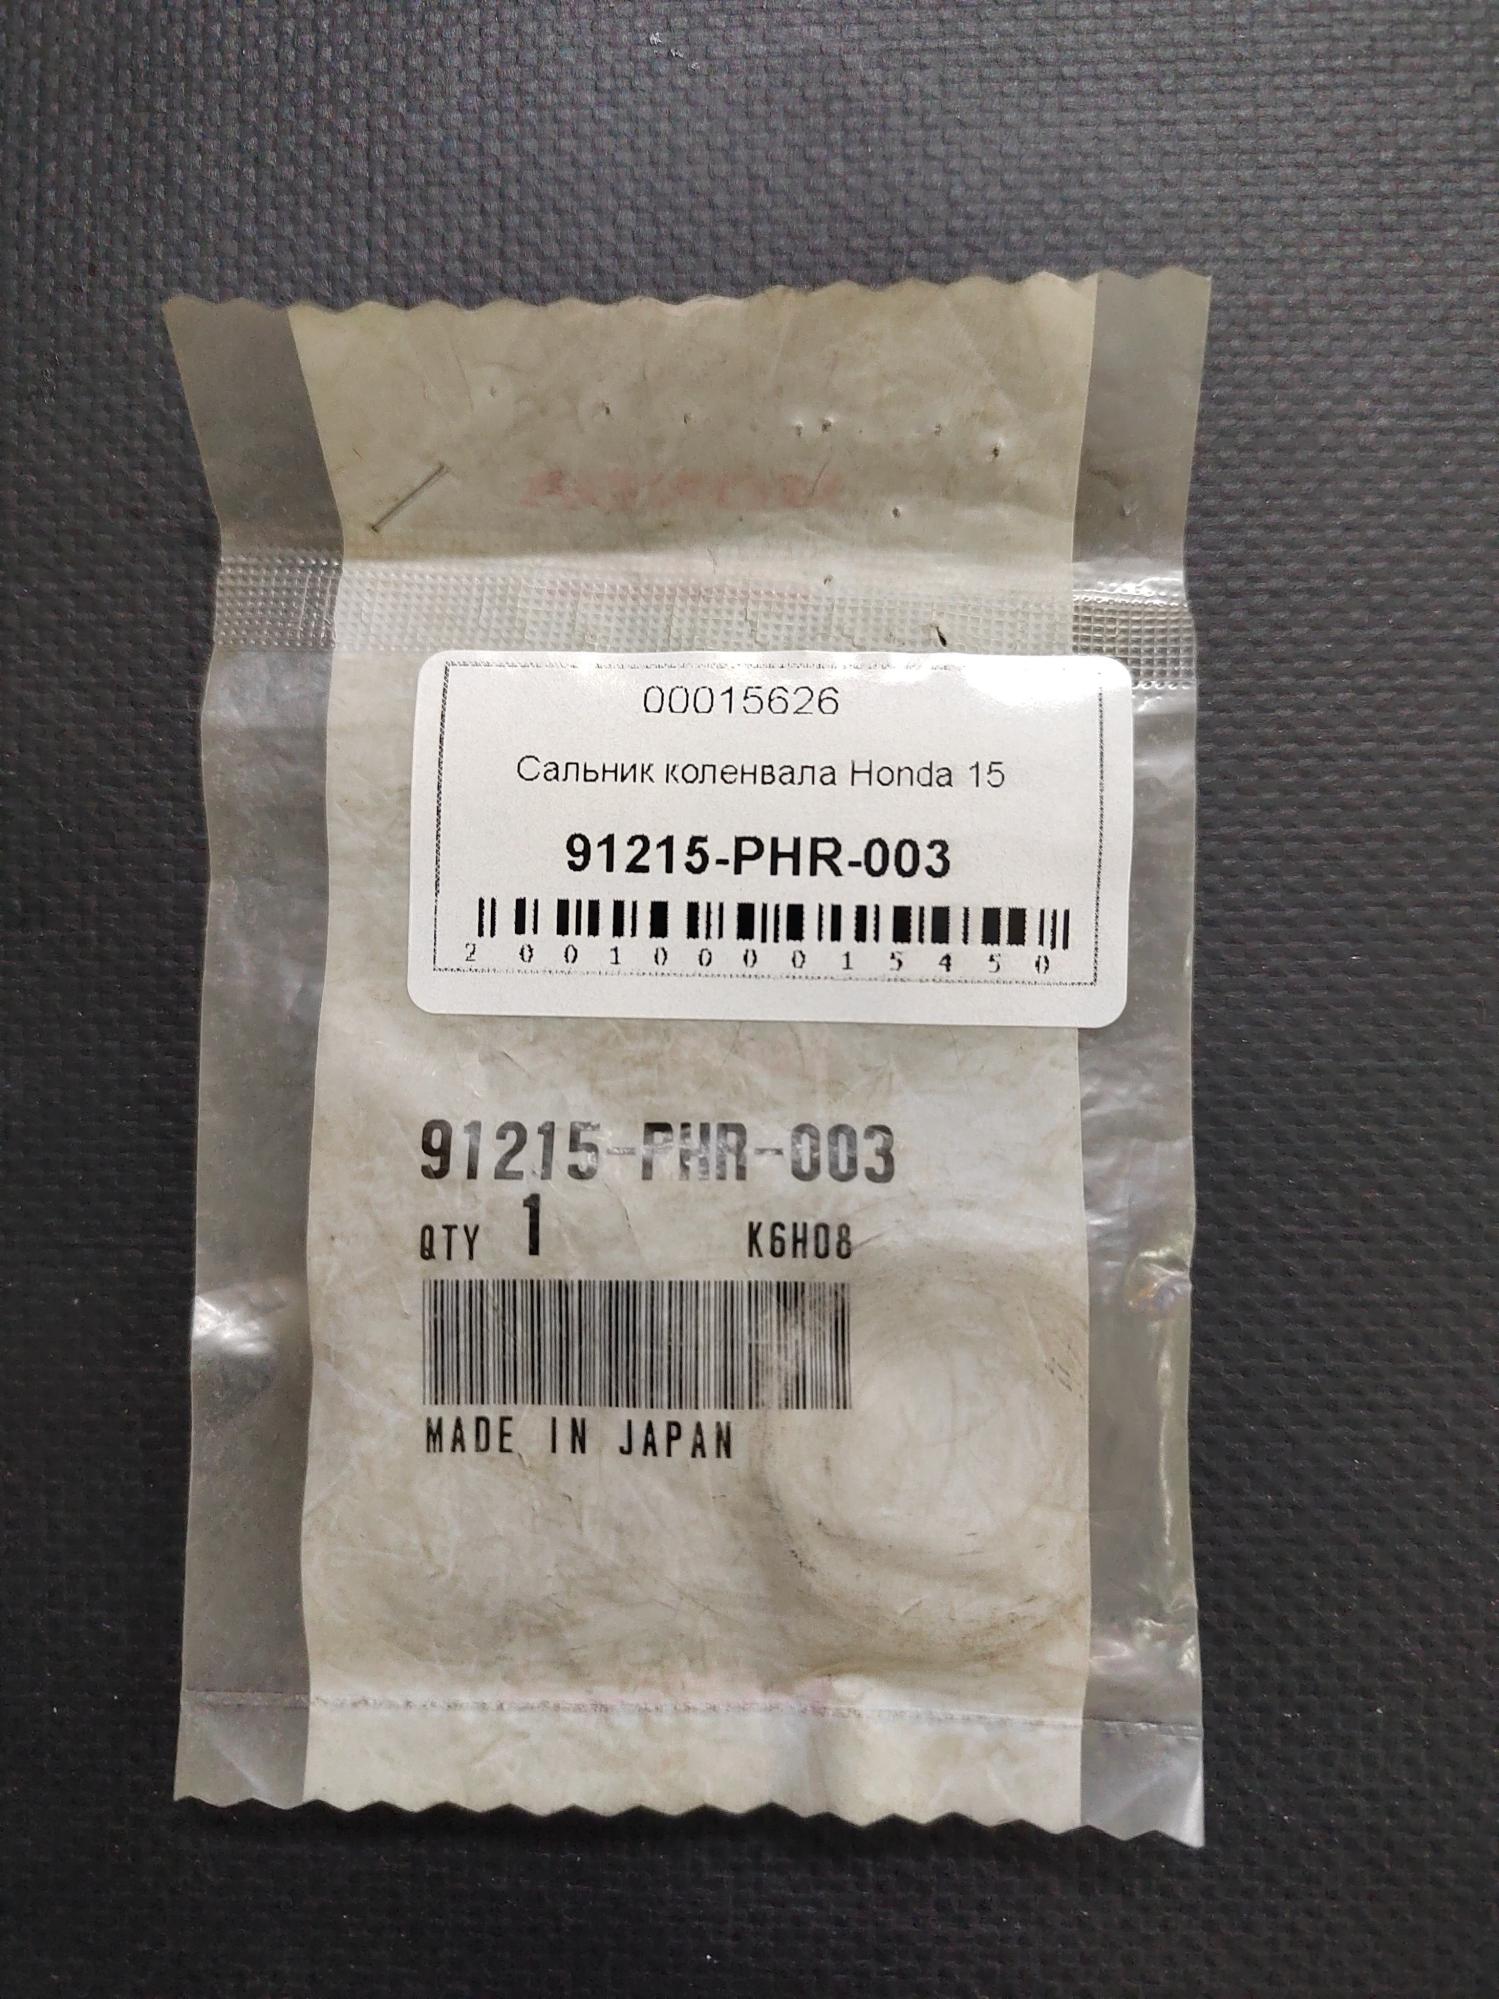 00015626
Сальник коленвала Honda 15
91215-PHR-003
2001000015450
91215-PHR-003
QTY 1 K6H08
MADE IN JAPAN